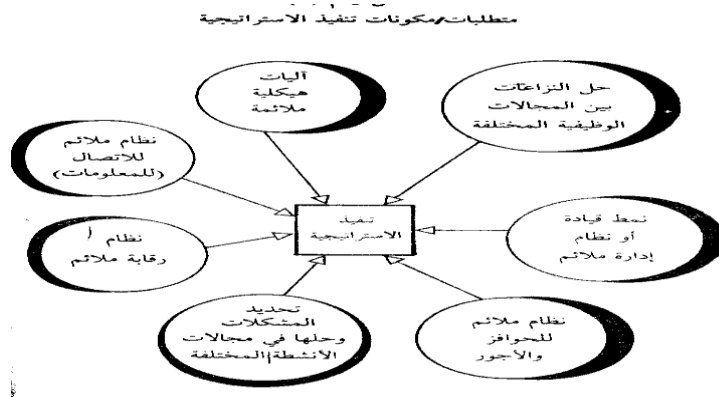 متطلبات/مكونات تنفيذ الاستراتيجية
آليات
هيكلية
ملائمة
حل النزاعات
بين المجالات
الوظيفية المختلفة
نظام ملائم
للاتصال
(للمعلومات)
تنفيذ
الاستراتيجية
نمط قيادة
أو نظام
إدارة ملائم
نظام
رقابة ملائم
تحديد
المشكلات
وحلها في مجالات
الأنشطة المختلفة
نظام ملائم
للحوافز
والأجور